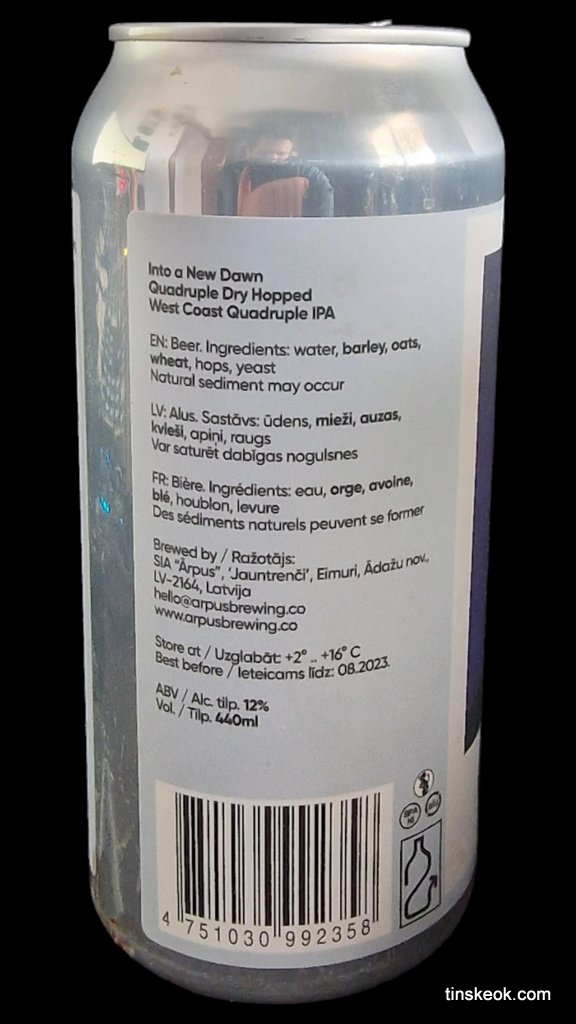 Into a New Dawn
Quadruple Dry Hopped
West Coast Quadruple IPA
EN: Beer. Ingredients: water, barley, oats,
wheat, hops, yeast
Natural sediment may occur
LV: Alus. Sastāvs: ūdens, mieži, auzas,
kvieši, apiņi, raugs
Var saturēt dabīgas nogulsnes
FR: Bière. Ingrédients: eau, orge, avoine,
blé, houblon, levure
Des sédiments naturels peuvent se former
Brewed by / Ražotājs:
SIA "Ārpus", 'Jauntrenči', Eimuri, Ādažu nov.,
LV-2164, Latvija
hello@arpusbrewing.co
www.arpusbrewing.co
Store at / Uzglabāt: +2° .. +16° C
Best before / Ieteicams līdz: 08.2023.
ABV / Alc. tilp. 12%
Vol. / Tilp. 440ml
BPA
NI
4 751030 992358
tinskeok.com